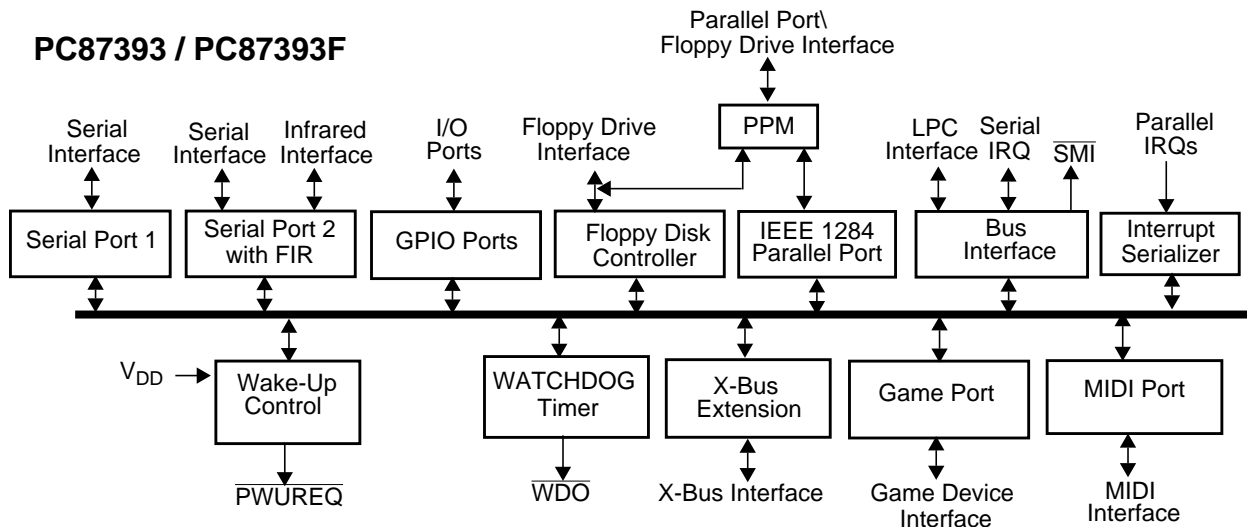 PC87393 / PC87393F
Parallel Port\
Floppy Drive Interface
PPM
Serial
Interface
Serial
Interface
Infrared
Interface
I/O
Ports
Floppy Drive
Interface
LPC
Interface
Serial
IRQ
SMI
Parallel
IRQs
Serial Port 1
Serial Port 2
with FIR
GPIO Ports
Floppy Disk
Controller
IEEE 1284
Parallel Port
Bus
Interface
Interrupt
Serializer
VDD
Wake-Up
Control
WATCHDOG
Timer
X-Bus
Extension
Game Port
MIDI Port
PWUREQ
WDO
X-Bus Interface
Game Device
Interface
MIDI
Interface